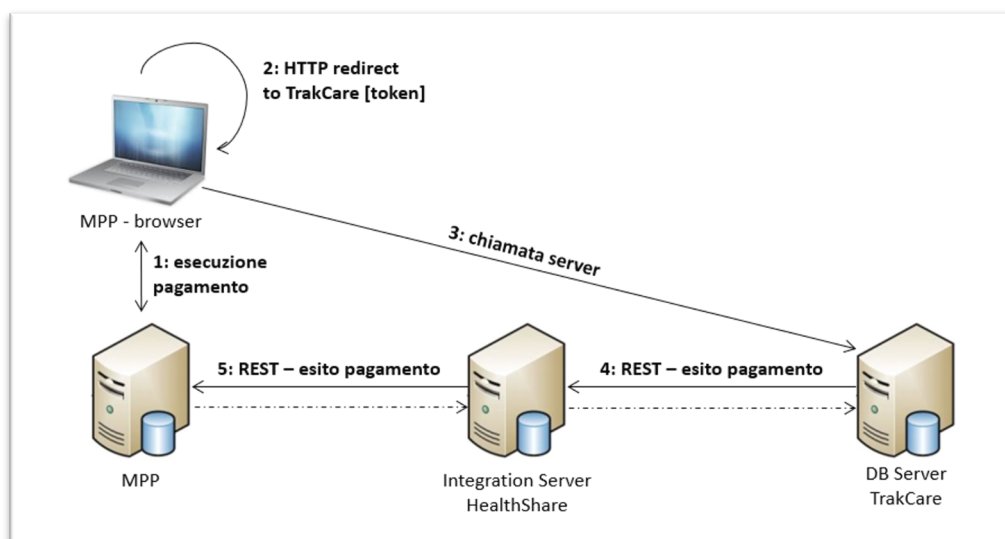 2: HTTP redirect
to TrakCare [token]
MPP - browser
3: chiamata server
1: esecuzione
pagamento
5: REST – esito pagamento
4: REST – esito pagamento
MPP
Integration Server
HealthShare
DB Server
TrakCare